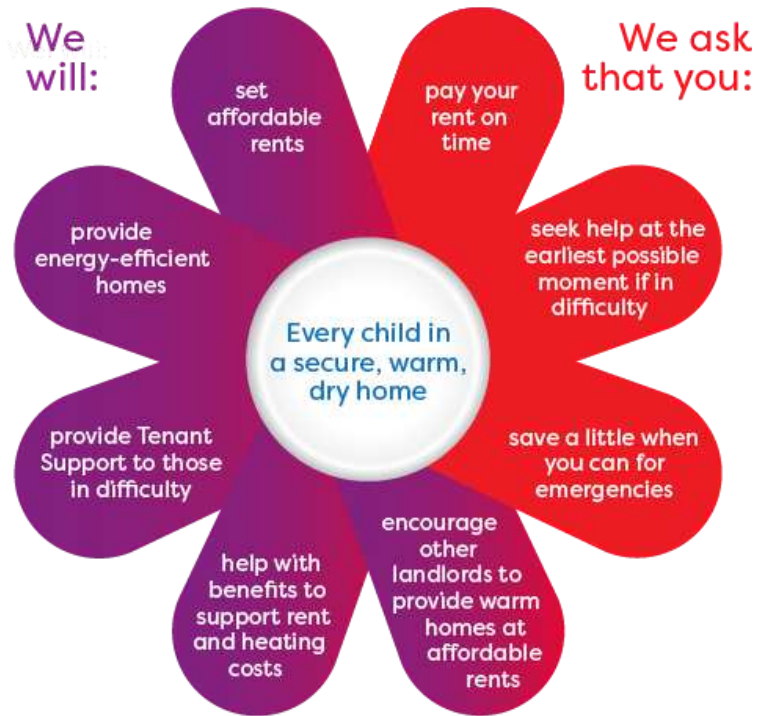 We
will:
We ask
that you:
set
affordable
rents
pay your
rent on
time
provide
energy-efficient
homes
seek help at the
earliest possible
moment if in
difficulty
Every child in
a secure, warm,
dry home
provide Tenant
Support to those
in difficulty
save a little when
you can for
emergencies
help with
benefits to
support rent
and heating
costs
encourage
other
landlords to
provide warm
homes at
affordable
rents